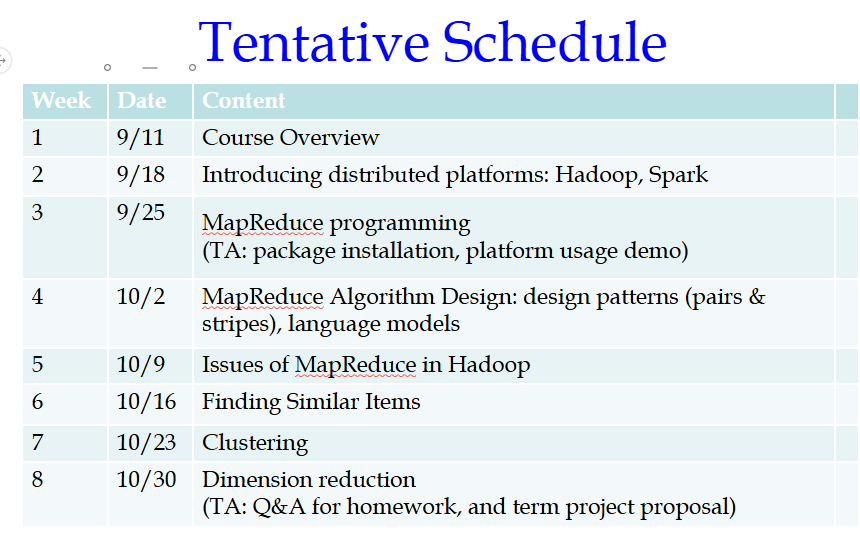 Tentative Schedule
Week Date Content
1 9/11 Course Overview
2 9/18 Introducing distributed platforms: Hadoop, Spark
3 9/25 MapReduce programming
(TA: package installation, platform usage demo)
4 10/2 MapReduce Algorithm Design: design patterns (pairs &
stripes), language models
5 10/9 Issues of MapReduce in Hadoop
6 10/16 Finding Similar Items
7 10/23 Clustering
8 10/30 Dimension reduction
(TA: Q&A for homework, and term project proposal)